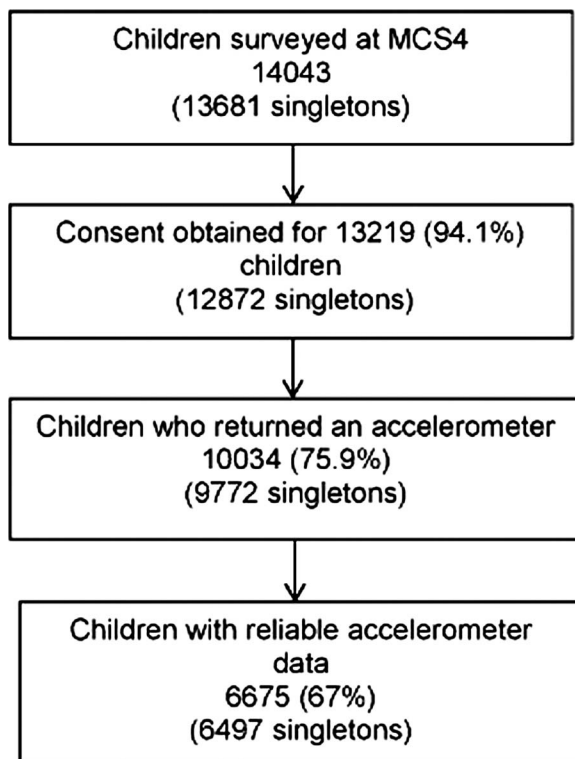 Children surveyed at MCS4
14043
(13681 singletons)
Consent obtained for 13219 (94.1%)
children
(12872 singletons)
Children who returned an accelerometer
10034 (75.9%)
(9772 singletons)
Children with reliable accelerometer
data
6675 (67%)
(6497 singletons)